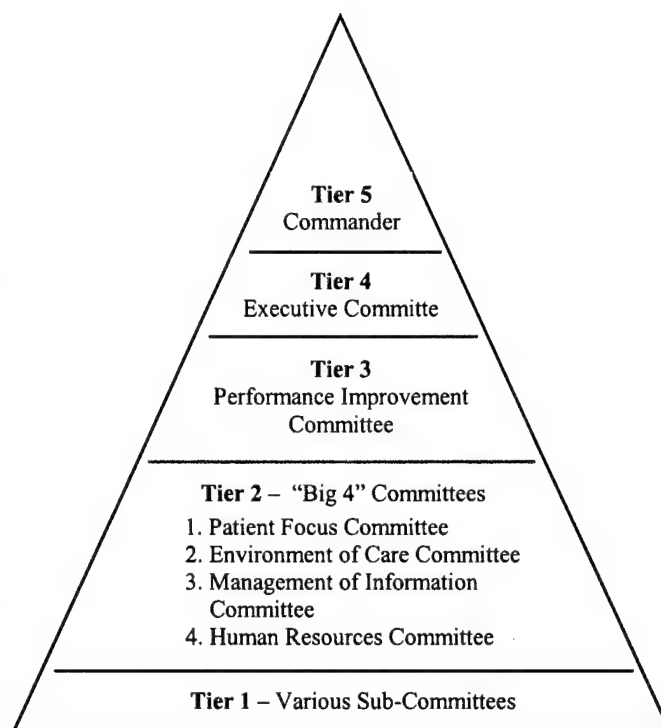 Tier 5
Commander
Tier 4
Executive Committe
Tier 3
Performance Improvement
Committee
Tier 2 – “Big 4” Committees
1. Patient Focus Committee
2. Environment of Care Committee
3. Management of Information
Committee
4. Human Resources Committee
Tier 1 – Various Sub-Committees